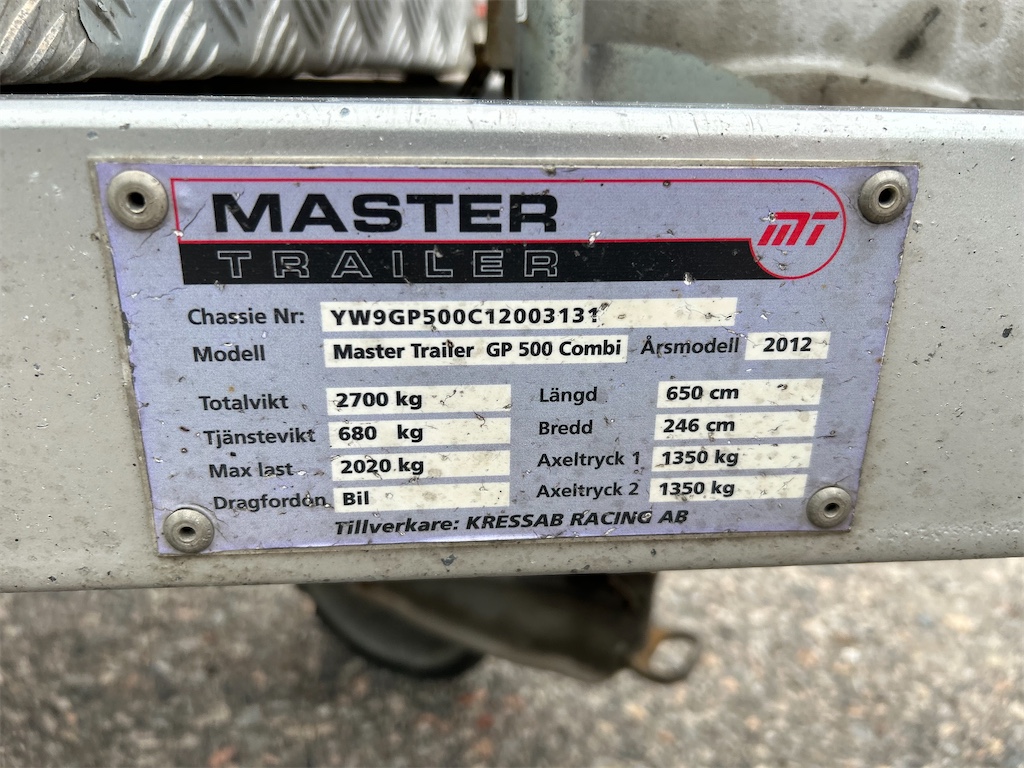 MASTER
TRAILER
MT
Chassie Nr: YW9GP500C12003131
Modell Master Trailer GP 500 Combi Årsmodell 2012
Totalvikt 2700 kg Längd 650 cm
Tjänstevikt 680 kg Bredd 246 cm
Max last 2020 kg Axeltryck 1 1350 kg
Dragfordon Bil Axeltryck 2 1350 kg
Tillverkare: KRESSAB RACING AB